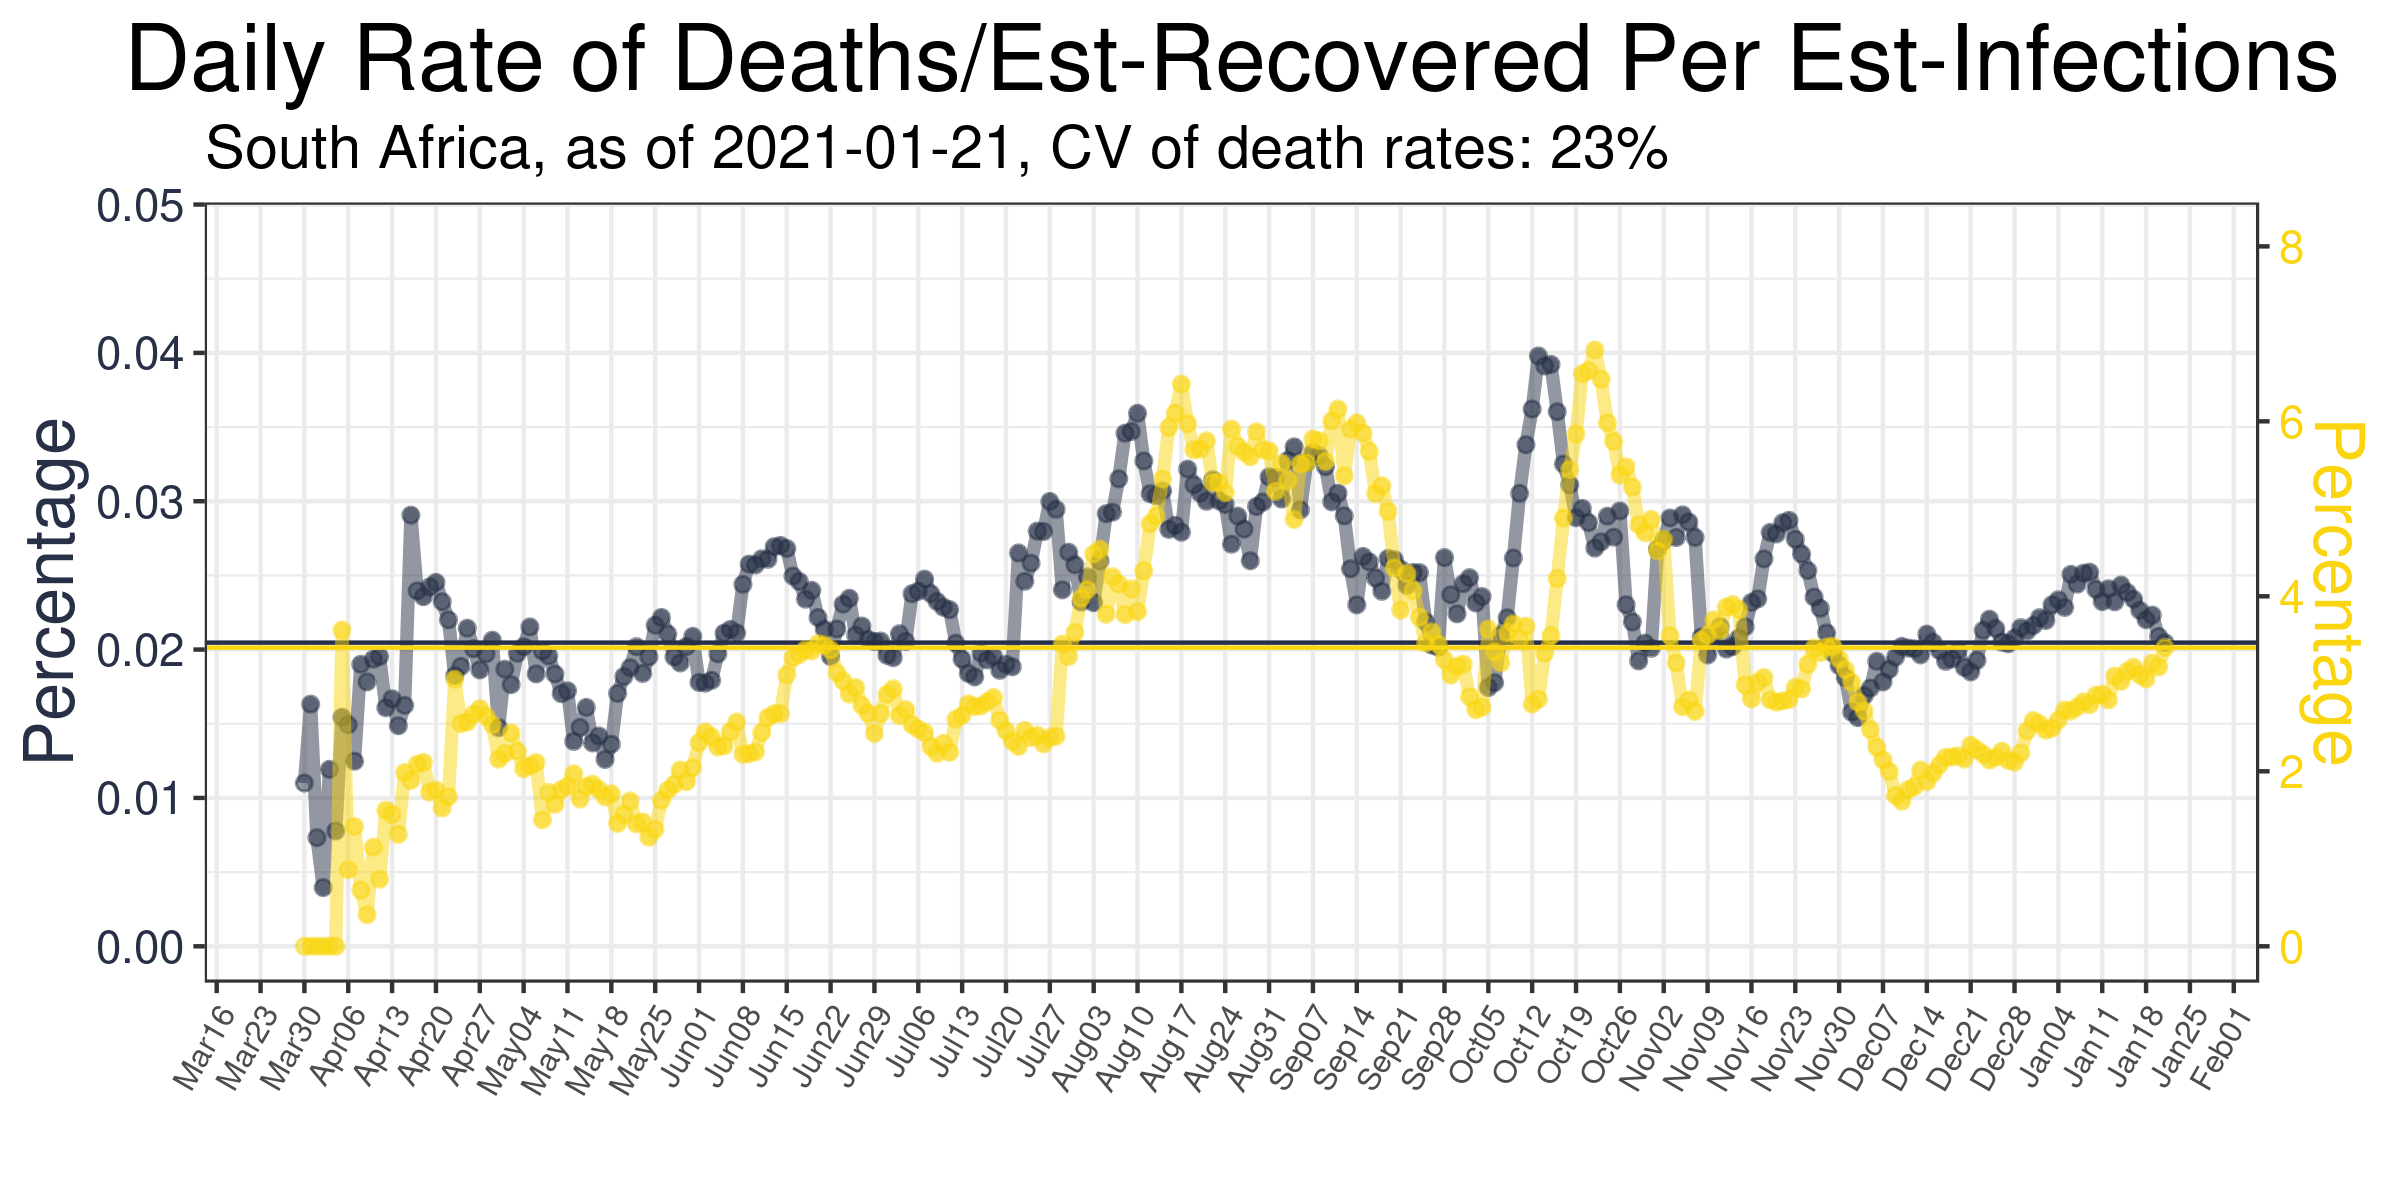 Daily Rate of Deaths/Est-Recovered Per Est-Infections
South Africa, as of 2021-01-21, CV of death rates: 23%
Percentage
0.05
0.04
0.03
0.02
0.01
0.00
8
6
4
2
0
Percentage
Mar16 Mar23 Mar30 Apr06 Apr13 Apr20 Apr27 May04 May11 May18 May25 Jun01 Jun08 Jun15 Jun22 Jun29 Jul06 Jul13 Jul20 Jul27 Aug03 Aug10 Aug17 Aug24 Aug31 Sep07 Sep14 Sep21 Sep28 Oct05 Oct12 Oct19 Oct26 Nov02 Nov09 Nov16 Nov23 Nov30 Dec07 Dec14 Dec21 Dec28 Jan04 Jan11 Jan18 Jan25 Feb01